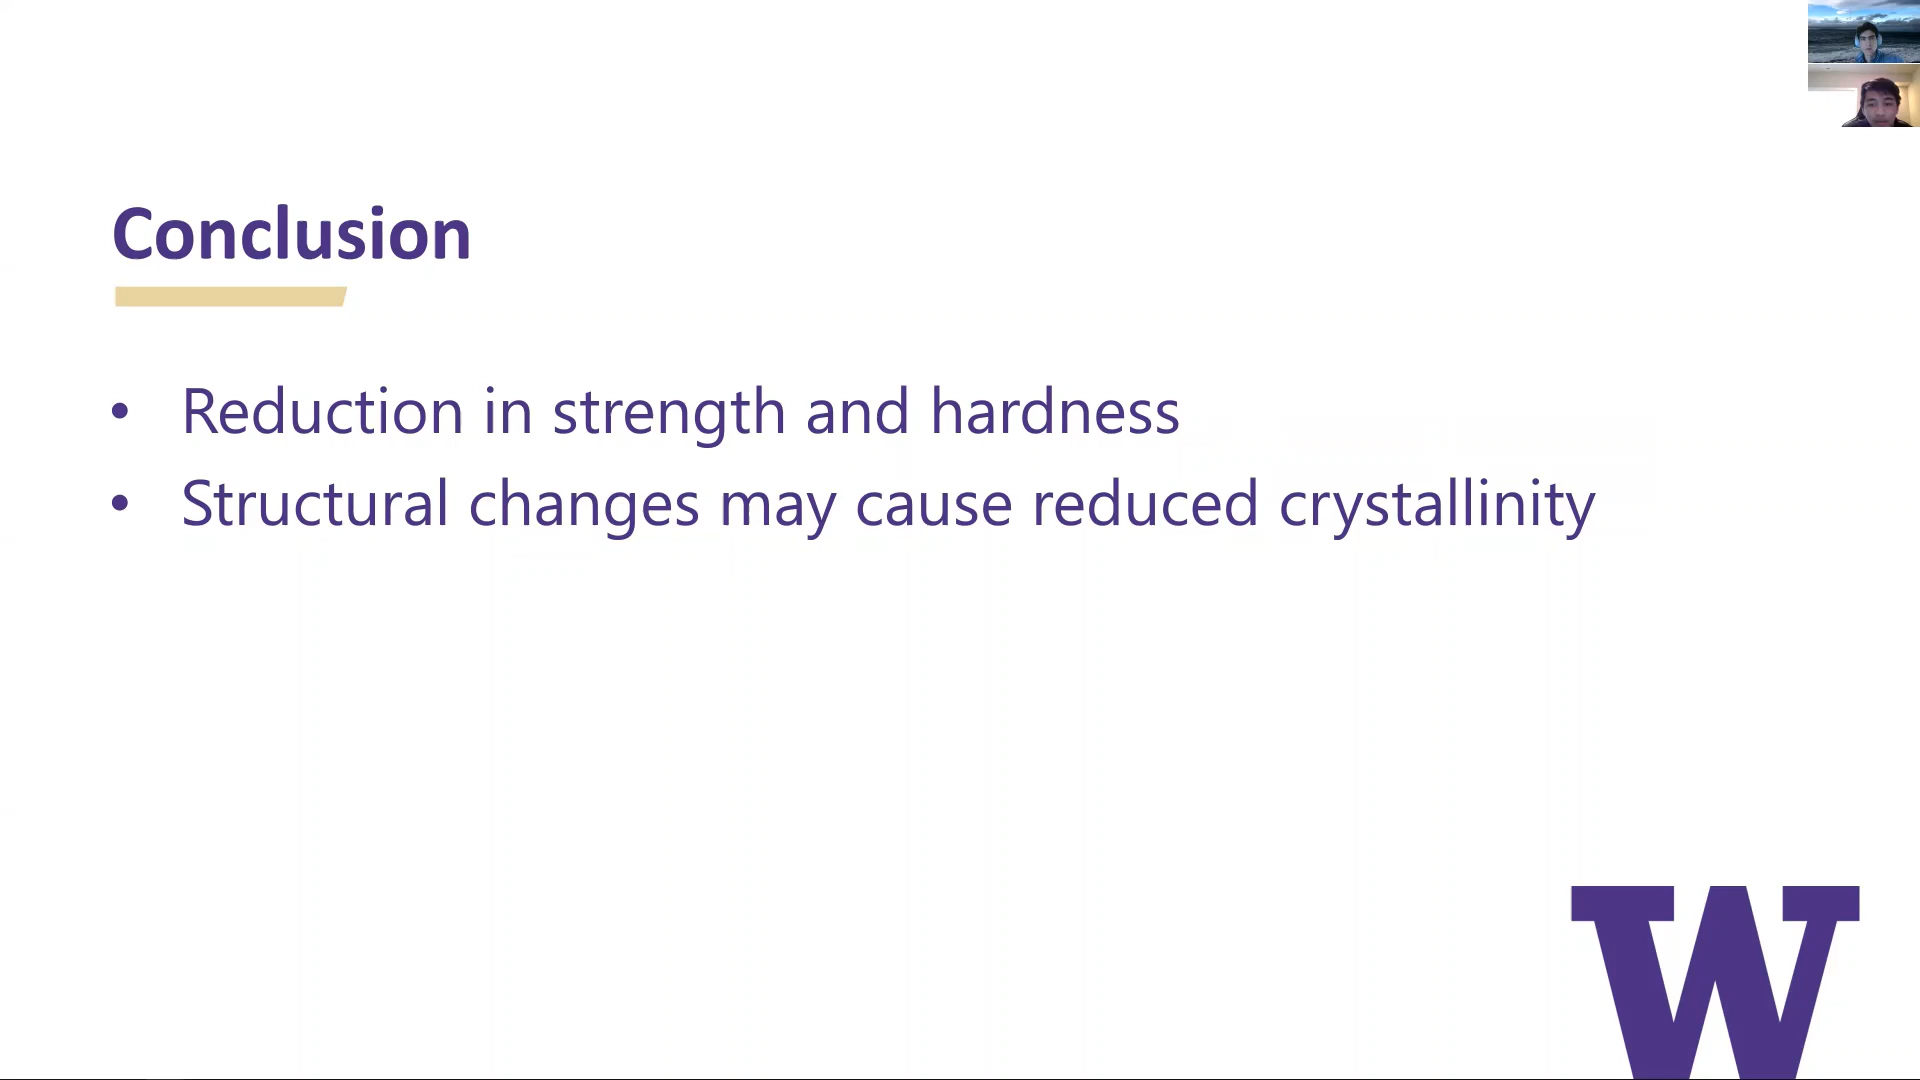 Conclusion
• Reduction in strength and hardness
• Structural changes may cause reduced crystallinity
W